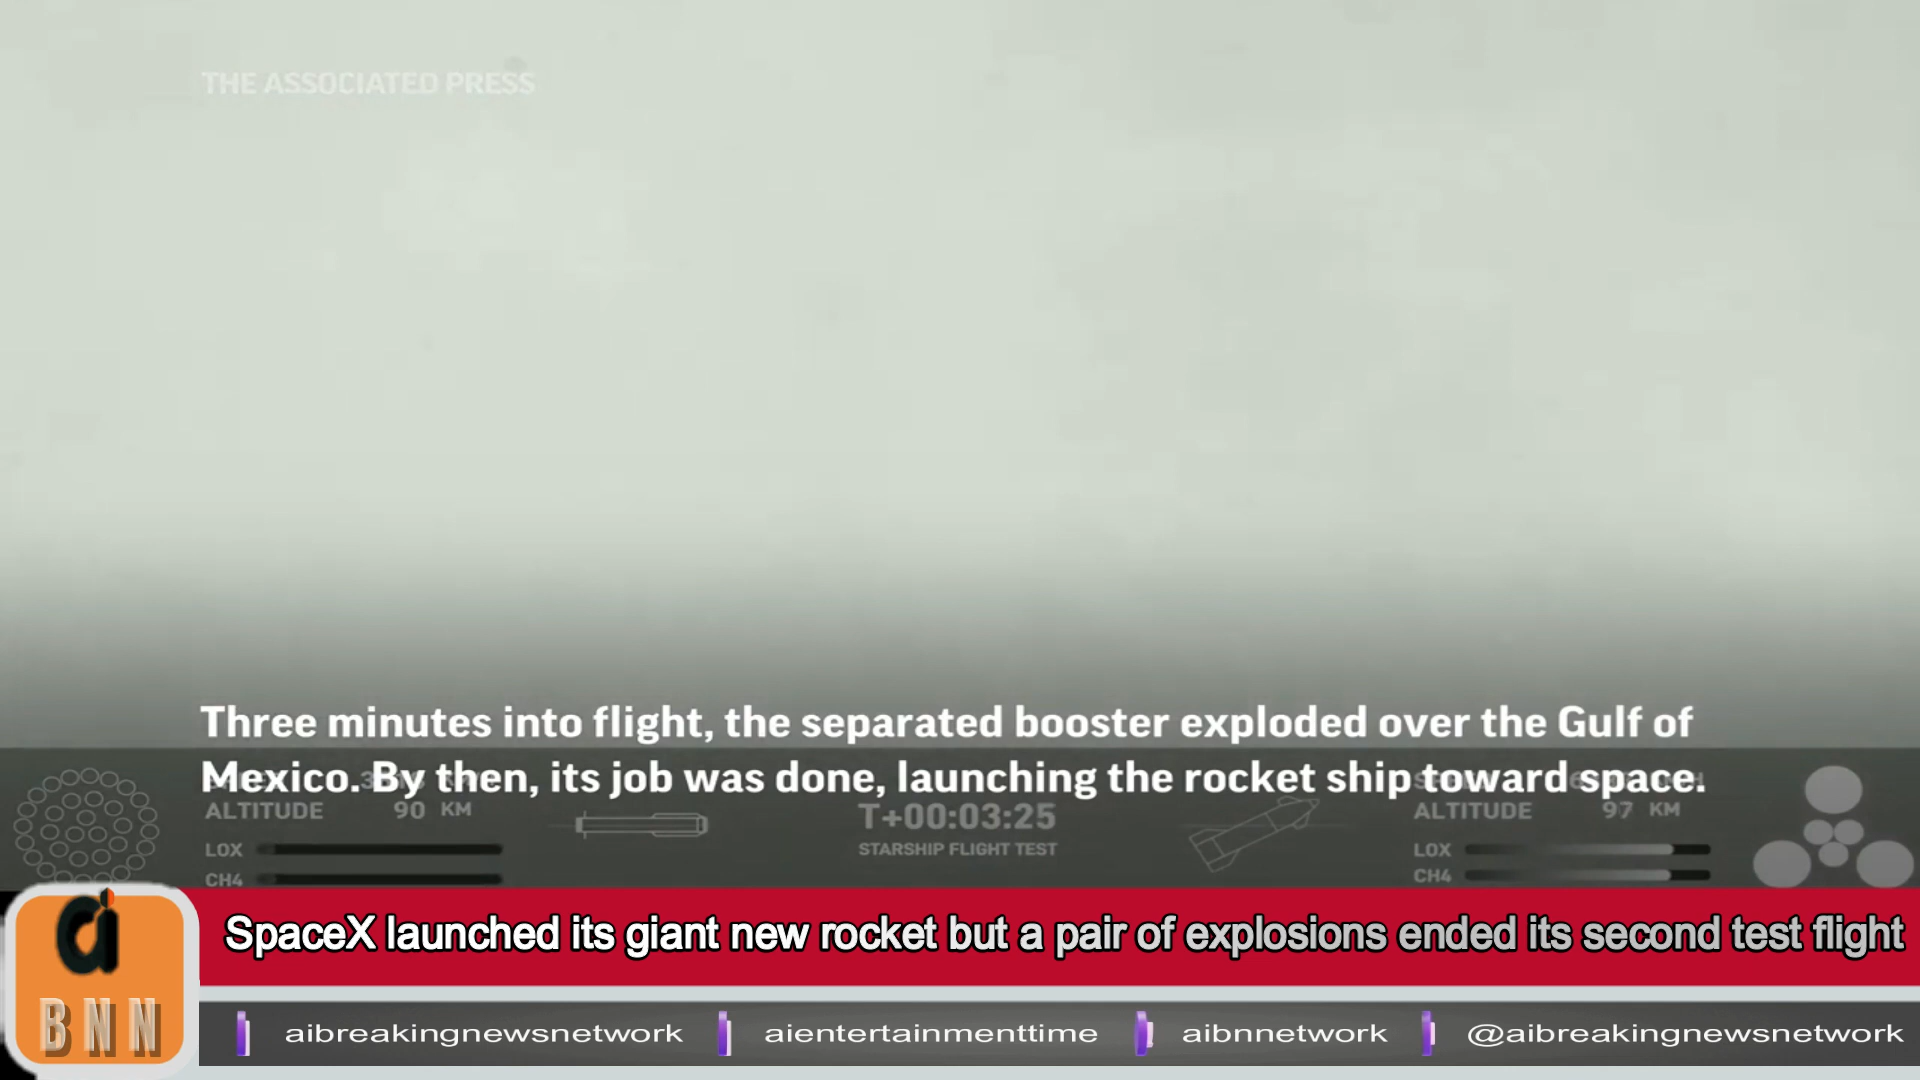 THE ASSOCIATED PRESS
Three minutes into flight, the separated booster exploded over the Gulf of
Mexico. By then, its job was done, launching the rocket ship toward space.
ALTITUDE 90 KM
LOX
CH4
T+00:03:25
STARSHIP FLIGHT TEST
ALTITUDE 97 KM
LOX
CH4
SpaceX launched its giant new rocket but a pair of explosions ended its second test flight
a
BNN
aibreakingnewsnetwork aientertainmenttime aibnnetwork @aibreakingnewsnetwork